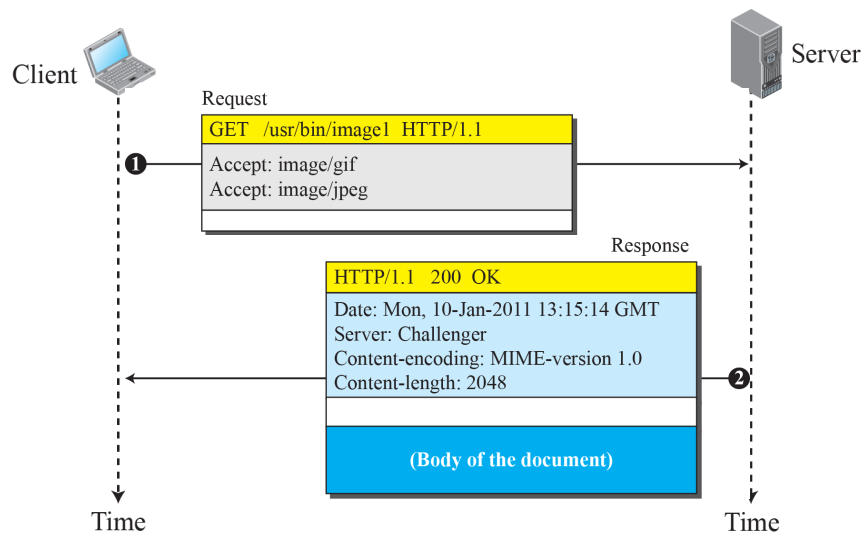 Client
Server
Request
GET /usr/bin/image1 HTTP/1.1
1
Accept: image/gif
Accept: image/jpeg
Response
HTTP/1.1 200 OK
Date: Mon, 10-Jan-2011 13:15:14 GMT
Server: Challenger
Content-encoding: MIME-version 1.0
Content-length: 2048
2
(Body of the document)
Time
Time